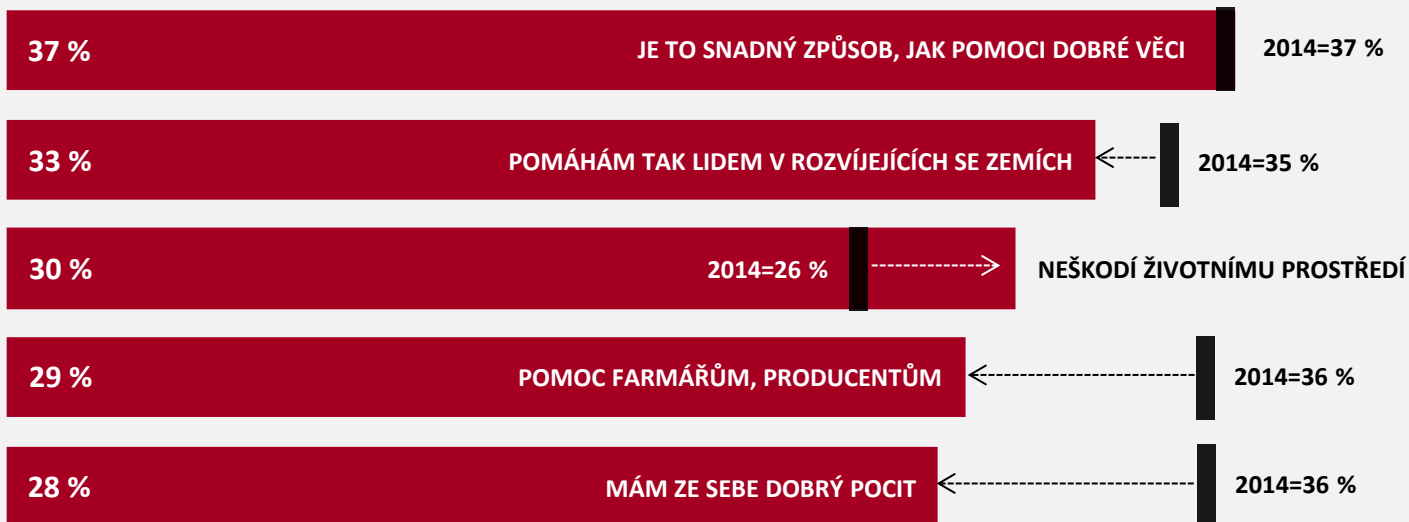 37 % JE TO SNADNÝ ZPŮSOB, JAK POMOCI DOBRÉ VĚCI 2014=37 %
33 % POMÁHÁM TAK LIDEM V ROZVÍJEJÍCÍCH SE ZEMÍCH 2014=35 %
30 % 2014=26 % NEŠKODÍ ŽIVOTNÍMU PROSTŘEDÍ
29 % POMOC FARMÁŘŮM, PRODUCENTŮM 2014=36 %
28 % MÁM ZE SEBE DOBRÝ POCIT 2014=36 %